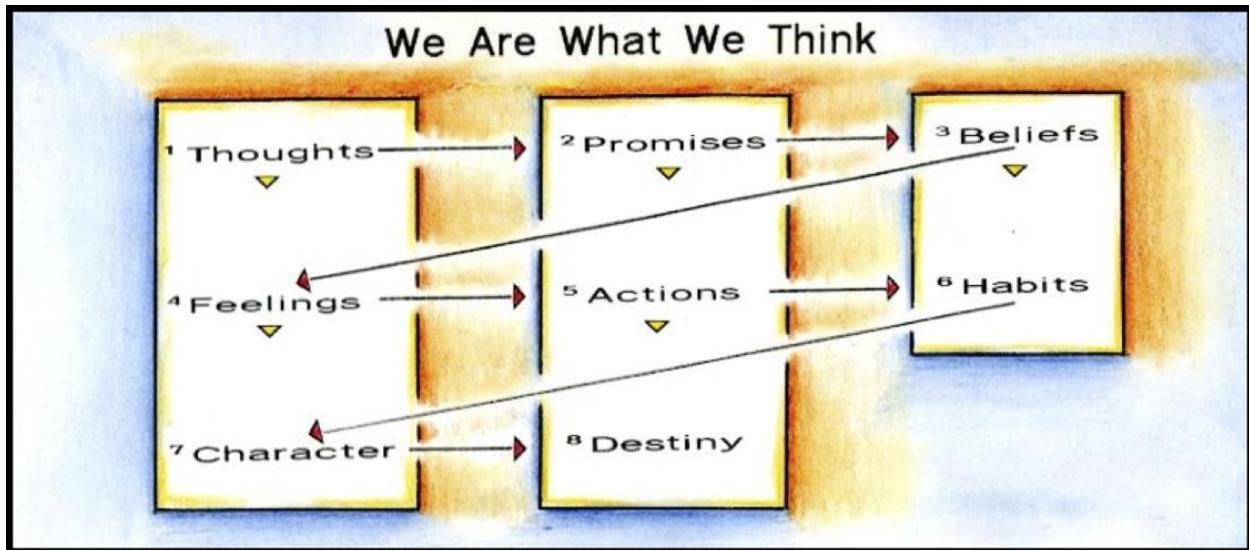 We Are What We Think
¹ Thoughts
² Promises
³ Beliefs
⁴ Feelings
⁵ Actions
⁶ Habits
⁷ Character
⁸ Destiny